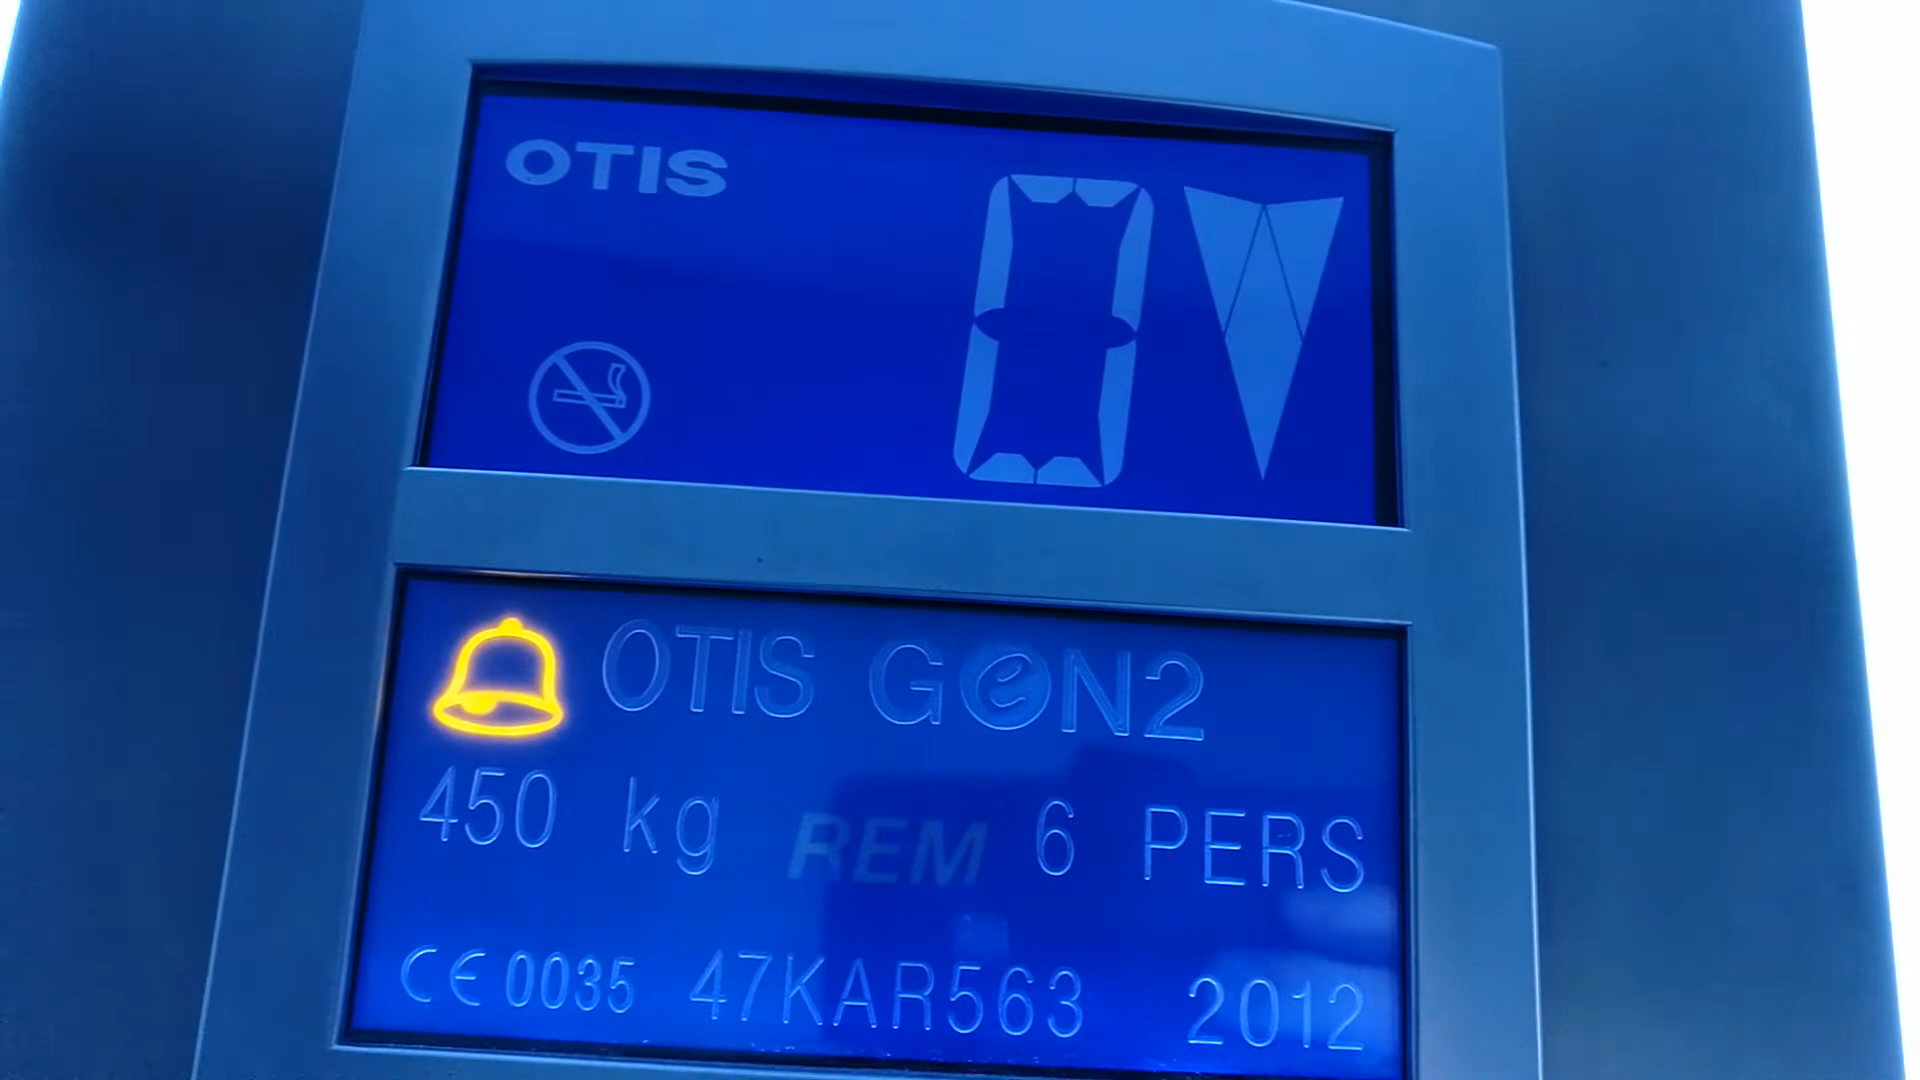 OTIS
0
OTIS GeN2
450 kg REM 6 PERS
CE 0035 47KAR563 2012